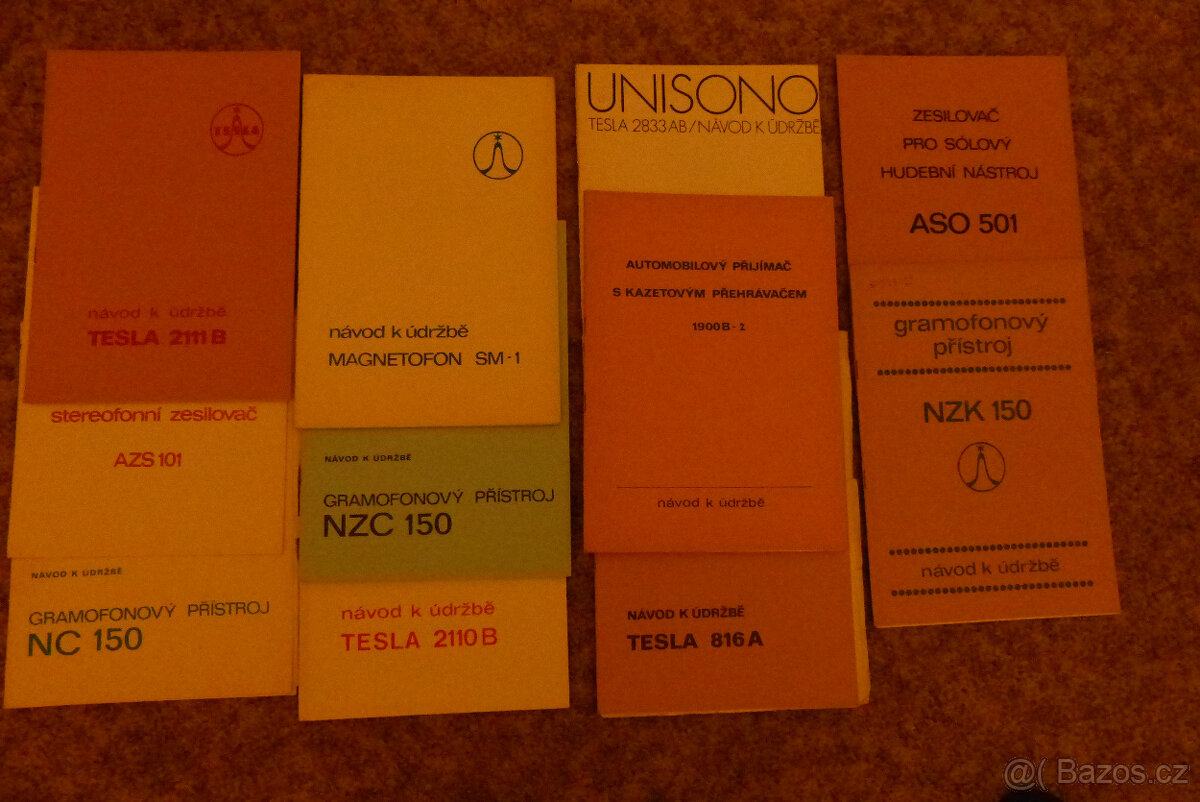 TESLA
návod k údržbě
TESLA 2111 B
stereofonní zesilovač
AZS 101
NÁVOD K ÚDRŽBĚ
GRAMOFONOVÝ PŘÍSTROJ
NC 150
návod k údržbě
MAGNETOFON SM-1
NÁVOD K ÚDRŽBĚ
GRAMOFONOVÝ PŘÍSTROJ
NZC 150
návod k údržbě
TESLA 2110 B
UNISONO
TESLA 2833 AB/NÁVOD K ÚDRŽBĚ
AUTOMOBILOVÝ PŘIJÍMAČ
S KAZETOVÝM PŘEHRÁVAČEM
1900 B - 2
návod k údržbě
NÁVOD K ÚDRŽBĚ
TESLA 816 A
ZESILOVAČ
PRO SÓLOVÝ
HUDEBNÍ NÁSTROJ
ASO 501
gramofonový
přístroj
NZK 150
návod k údržbě
@( Bazos.cz